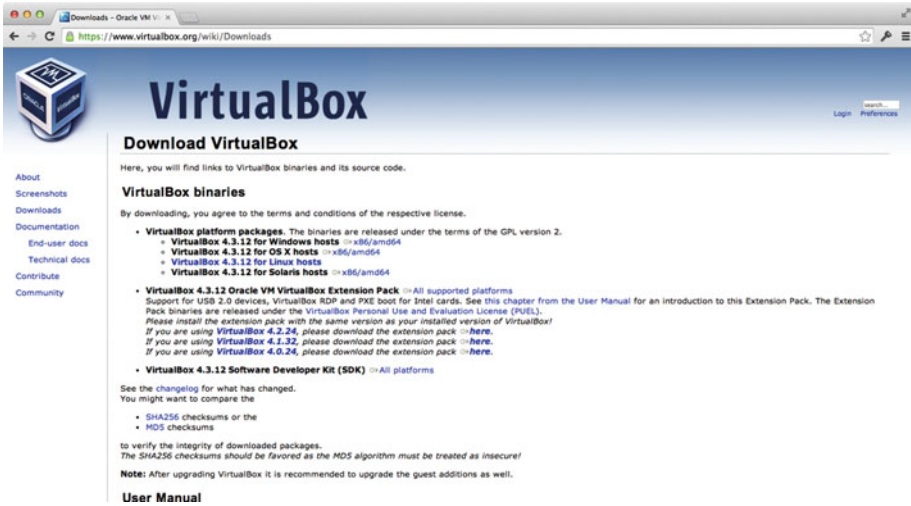 Downloads - Oracle VM V
https://www.virtualbox.org/wiki/Downloads
VirtualBox
search...
Login Preferences
Download VirtualBox
Here, you will find links to VirtualBox binaries and its source code.
About
Screenshots
Downloads
Documentation
End-user docs
Technical docs
Contribute
Community
VirtualBox binaries
By downloading, you agree to the terms and conditions of the respective license.
• VirtualBox platform packages. The binaries are released under the terms of the GPL version 2.
VirtualBox 4.3.12 for Windows hosts x86/amd64
VirtualBox 4.3.12 for OS X hosts x86/amd64
VirtualBox 4.3.12 for Linux hosts
VirtualBox 4.3.12 for Solaris hosts x86/amd64
• VirtualBox 4.3.12 Oracle VM VirtualBox Extension Pack All supported platforms
Support for USB 2.0 devices, VirtualBox RDP and PXE boot for Intel cards. See this chapter from the User Manual for an introduction to this Extension Pack. The Extension
Pack binaries are released under the VirtualBox Personal Use and Evaluation License (PUEL).
Please install the extension pack with the same version as your installed version of VirtualBox!
If you are using VirtualBox 4.2.24, please download the extension pack here.
If you are using VirtualBox 4.1.32, please download the extension pack here.
If you are using VirtualBox 4.0.24, please download the extension pack here.
• VirtualBox 4.3.12 Software Developer Kit (SDK) All platforms
See the changelog for what has changed.
You might want to compare the
• SHA256 checksums or the
• MD5 checksums
to verify the integrity of downloaded packages.
The SHA256 checksums should be favored as the MD5 algorithm must be treated as insecure!
Note: After upgrading VirtualBox it is recommended to upgrade the guest additions as well.
User Manual